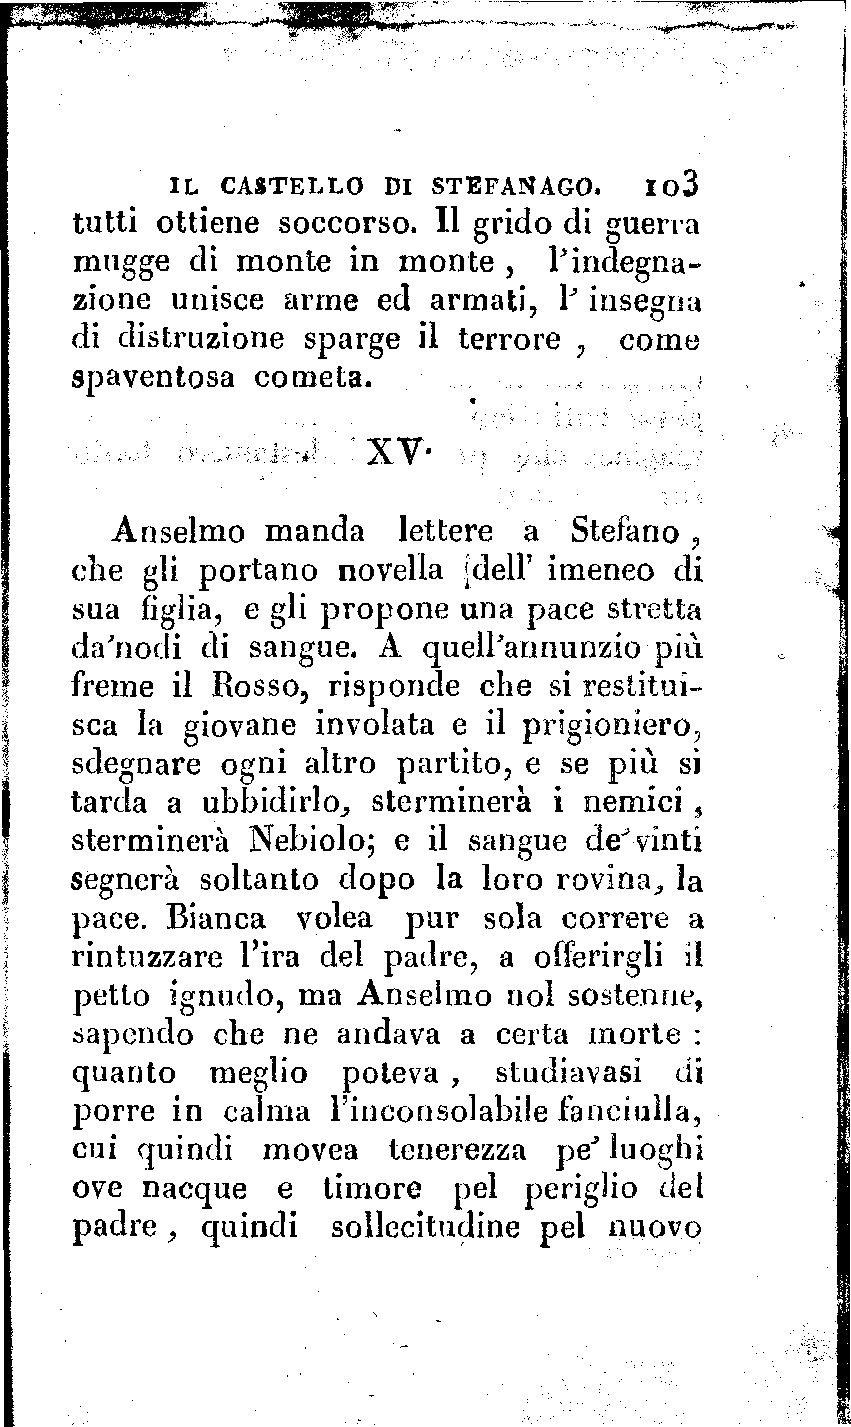 IL CASTELLO DI STEFANAGO. 103
tutti ottiene soccorso. Il grido di guerra
mugge di monte in monte , l'indegna-
zione unisce arme ed armati, l' insegna
di distruzione sparge il terrore , come
spaventosa cometa.
XV.
Anselmo manda lettere a Stefano ,
che gli portano novella dell' imeneo di
sua figlia, e gli propone una pace stretta
da'nodi di sangue. A quell'annunzio più
freme il Rosso, risponde che si restitui-
sca la giovane involata e il prigioniero,
sdegnare ogni altro partito, e se più si
tarda a ubbidirlo, sterminerà i nemici ,
sterminerà Nebiolo; e il sangue de' vinti
segnerà soltanto dopo la loro rovina, la
pace. Bianca volea pur sola correre a
rintuzzare l'ira del padre, a offerirgli il
petto ignudo, ma Anselmo nol sostenne,
sapendo che ne andava a certa morte :
quanto meglio poteva , studiavasi di
porre in calma l'inconsolabile fanciulla,
cui quindi movea tenerezza pe' luoghi
ove nacque e timore pel periglio del
padre , quindi sollecitudine pel nuovo